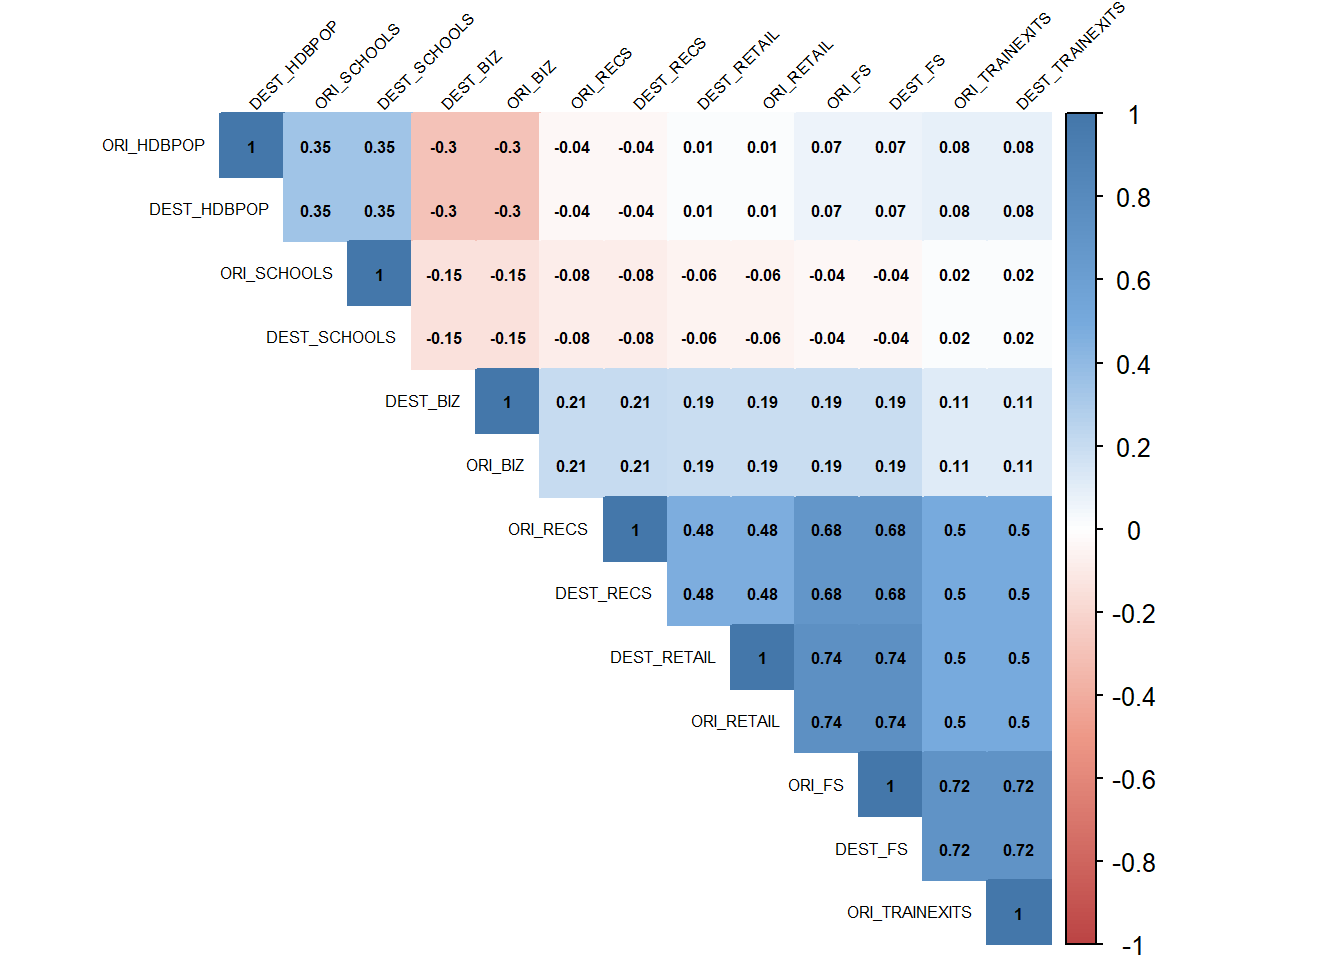 DEST_HDBPOP ORI_SCHOOLS DEST_SCHOOLS DEST_BIZ ORI_BIZ ORI_RECS DEST_RECS DEST_RETAIL ORI_RETAIL ORI_FS DEST_FS ORI_TRAINEXITS DEST_TRAINEXITS
ORI_HDBPOP 1 0.35 0.35 -0.3 -0.3 -0.04 -0.04 0.01 0.01 0.07 0.07 0.08 0.08
DEST_HDBPOP 0.35 0.35 -0.3 -0.3 -0.04 -0.04 0.01 0.01 0.07 0.07 0.08 0.08
ORI_SCHOOLS 1 -0.15 -0.15 -0.08 -0.08 -0.06 -0.06 -0.04 -0.04 0.02 0.02
DEST_SCHOOLS -0.15 -0.15 -0.08 -0.08 -0.06 -0.06 -0.04 -0.04 0.02 0.02
DEST_BIZ 1 0.21 0.21 0.19 0.19 0.19 0.19 0.11 0.11
ORI_BIZ 0.21 0.21 0.19 0.19 0.19 0.19 0.11 0.11
ORI_RECS 1 0.48 0.48 0.68 0.68 0.5 0.5
DEST_RECS 0.48 0.48 0.68 0.68 0.5 0.5
DEST_RETAIL 1 0.74 0.74 0.5 0.5
ORI_RETAIL 0.74 0.74 0.5 0.5
ORI_FS 1 0.72 0.72
DEST_FS 0.72 0.72
ORI_TRAINEXITS 1
1
0.8
0.6
0.4
0.2
0
-0.2
-0.4
-0.6
-0.8
-1